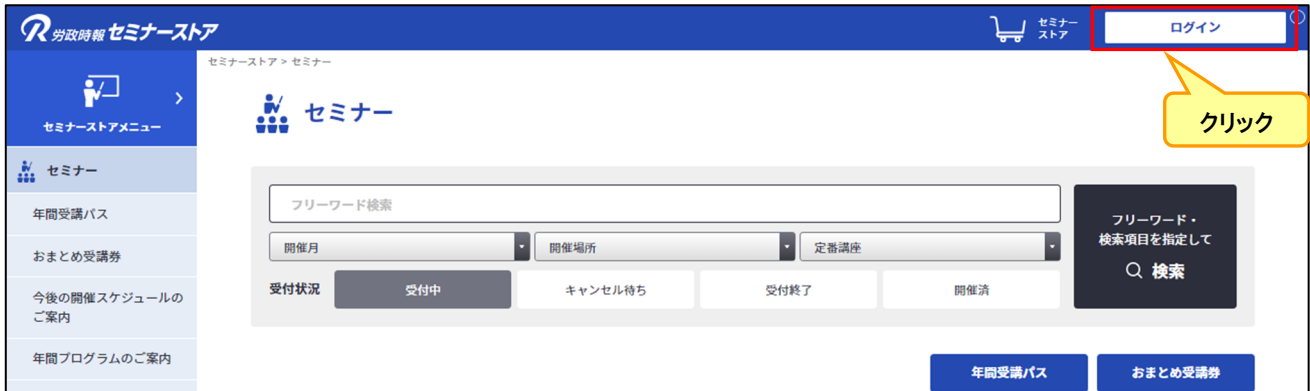 労政時報 セミナーストア
セミナー
ストア
ログイン
クリック
セミナーストア > セミナー
セミナーストアメニュー
セミナー
年間受講パス
おまとめ受講券
今後の開催スケジュールの
ご案内
年間プログラムのご案内
セミナー
フリーワード検索
開催月
開催場所
定番講座
受付状況
受付中
キャンセル待ち
受付終了
開催済
フリーワード・
検索項目を指定して
検索
年間受講パス
おまとめ受講券